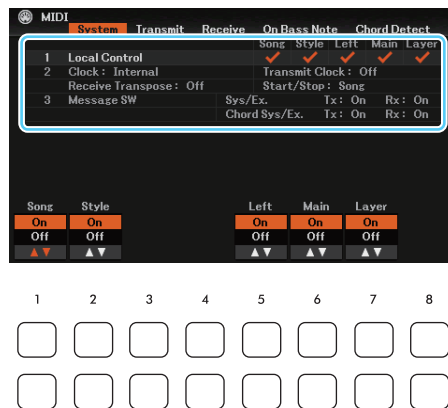 MIDI
System Transmit Receive On Bass Note Chord Detect
Song Style Left Main Layer
1 Local Control
2 Clock : Internal Transmit Clock : Off
Receive Transpose : Off Start/Stop : Song
3 Message SW Sys/Ex. Tx : On Rx : On
Chord Sys/Ex. Tx : On Rx : On
Song Style Left Main Layer
On On On On On
Off Off Off Off Off
1 2 3 4 5 6 7 8